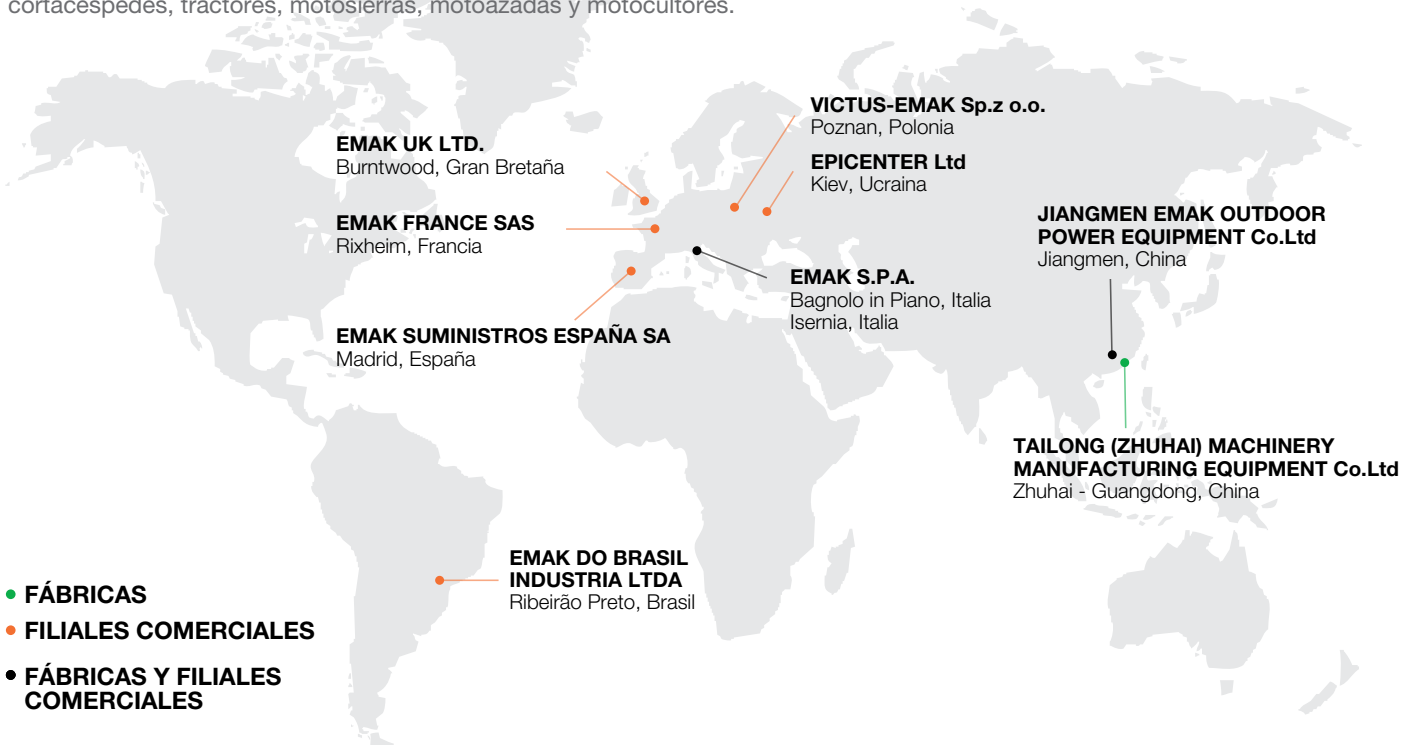 cortacéspedes, tractores, motosierras, motoazadas y motocultores.
VICTUS-EMAK Sp.z o.o.
Poznan, Polonia
EMAK UK LTD.
Burntwood, Gran Bretaña
EPICENTER Ltd
Kiev, Ucraina
EMAK FRANCE SAS
Rixheim, Francia
JIANGMEN EMAK OUTDOOR
POWER EQUIPMENT Co.Ltd
Jiangmen, China
EMAK S.P.A.
Bagnolo in Piano, Italia
Isernia, Italia
EMAK SUMINISTROS ESPAÑA SA
Madrid, España
TAILONG (ZHUHAI) MACHINERY
MANUFACTURING EQUIPMENT Co.Ltd
Zhuhai - Guangdong, China
EMAK DO BRASIL
INDUSTRIA LTDA
Ribeirão Preto, Brasil
FÁBRICAS
FILIALES COMERCIALES
FÁBRICAS Y FILIALES
COMERCIALES